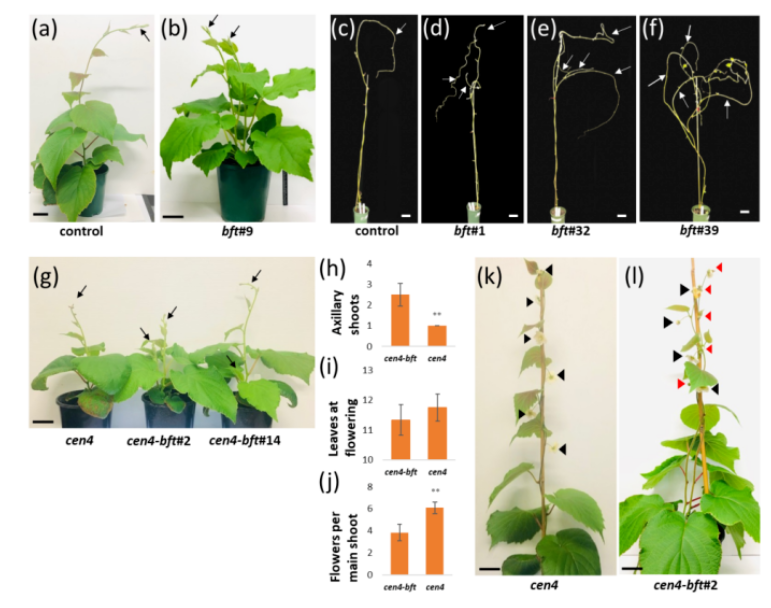 (a) (b) (c) (d) (e) (f)
control bft#9 control bft#1 bft#32 bft#39
(g)
cen4 cen4-bft#2 cen4-bft#14
(h)
Axillary
shoots
4
3
2
1
0
**
cen4-bft cen4
(i)
Leaves at
flowering
13
12
11
10
cen4-bft cen4
(j)
Flowers per
main shoot
8
6
4
2
0
**
cen4-bft cen4
(k) (l)
cen4 cen4-bft#2